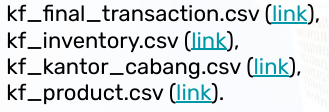 kf_final_transaction.csv (link),
kf_inventory.csv (link),
kf_kantor_cabang.csv (link),
kf_product.csv (link).